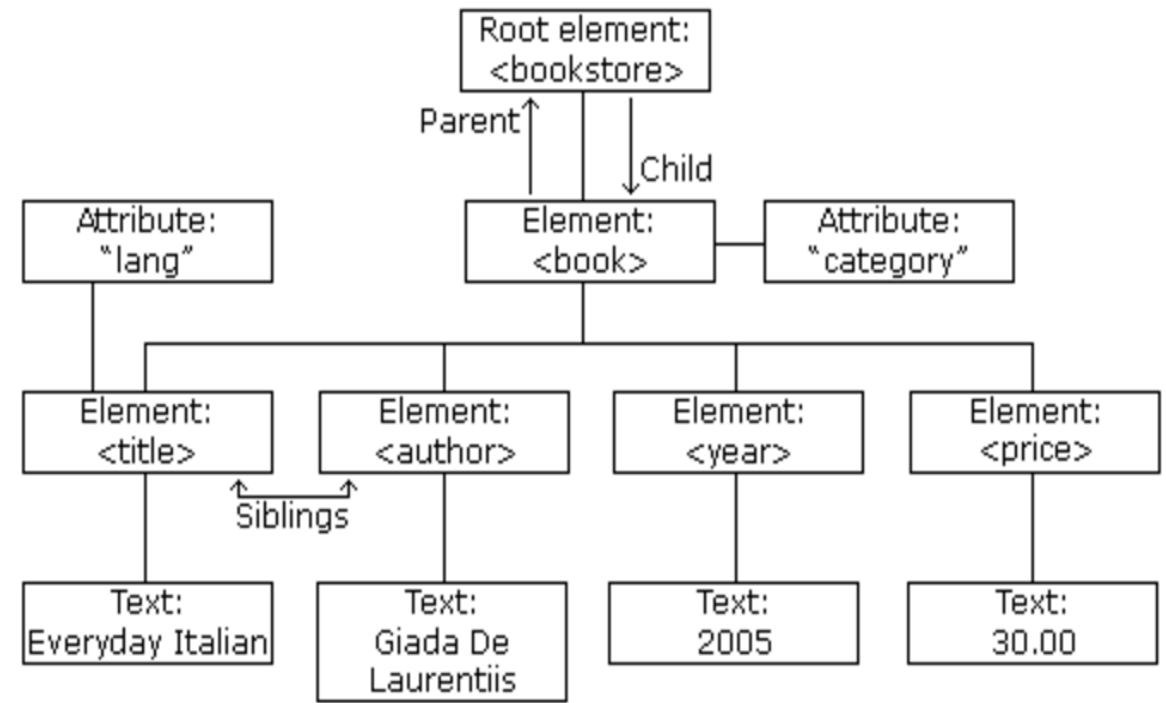 Root element:
<bookstore>
Parent
Child
Attribute:
“lang”
Element:
<book>
Attribute:
“category”
Element:
<title>
Element:
<author>
Element:
<year>
Element:
<price>
Siblings
Text:
Everyday Italian
Text:
Giada De
Laurentiis
Text:
2005
Text:
30.00